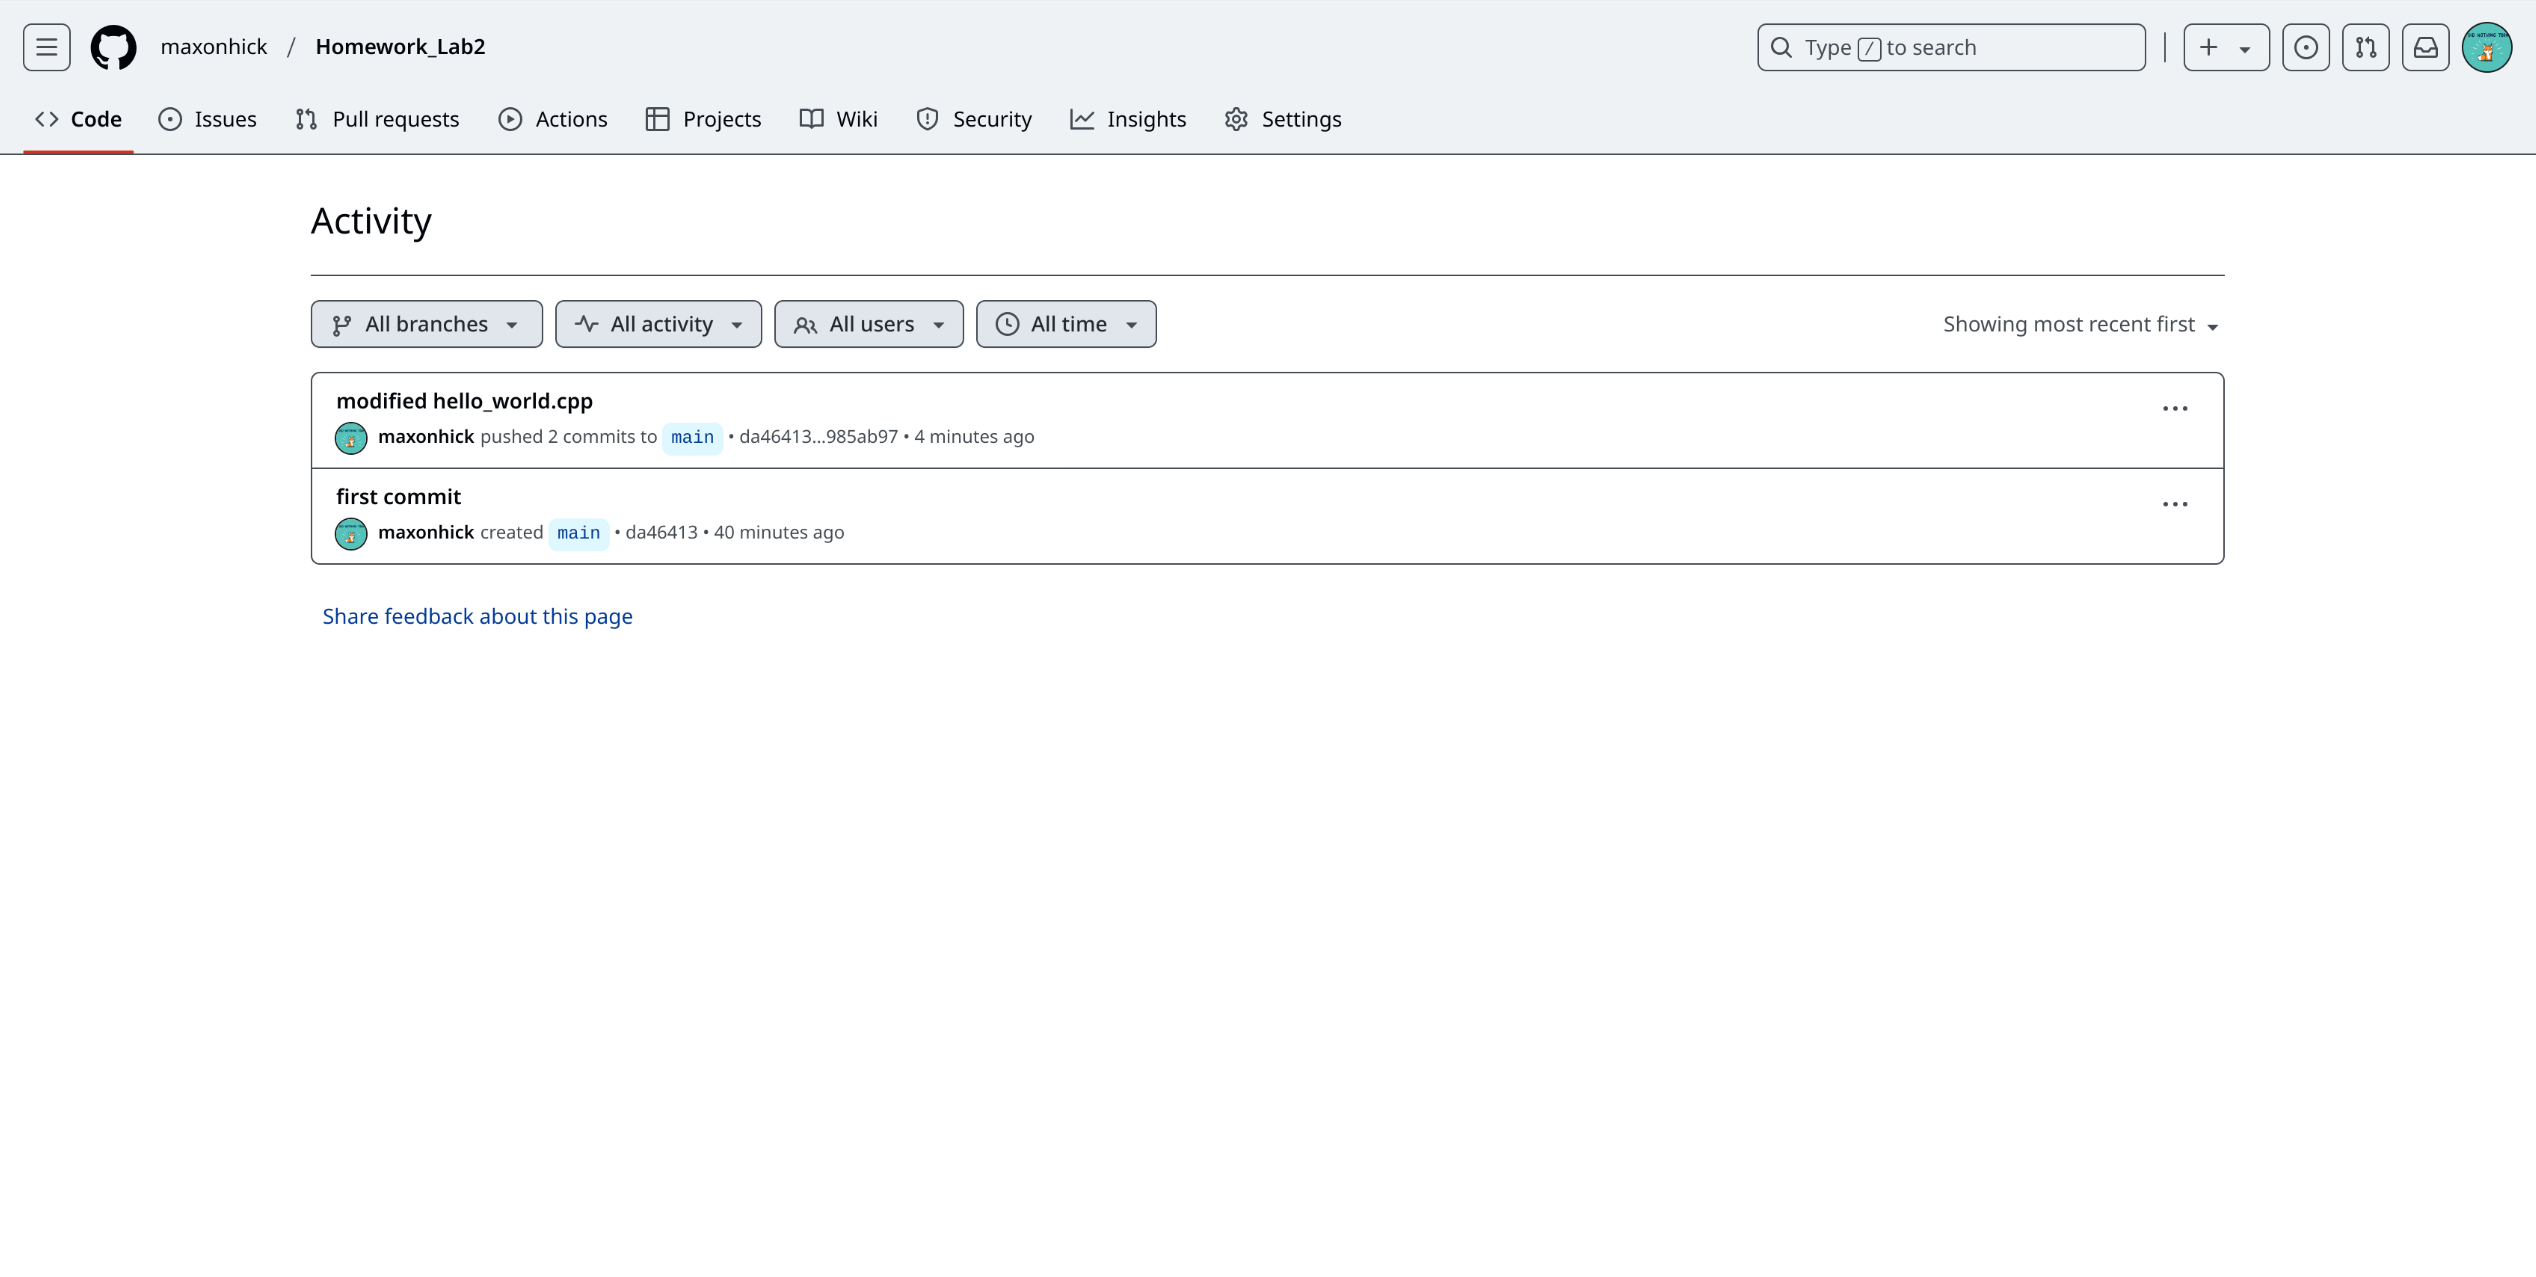 maxonhick / Homework_Lab2
Type / to search
Code Issues Pull requests Actions Projects Wiki Security Insights Settings
Activity
All branches All activity All users All time Showing most recent first
modified hello_world.cpp
maxonhick pushed 2 commits to main • da46413...985ab97 • 4 minutes ago
first commit
maxonhick created main • da46413 • 40 minutes ago
Share feedback about this page